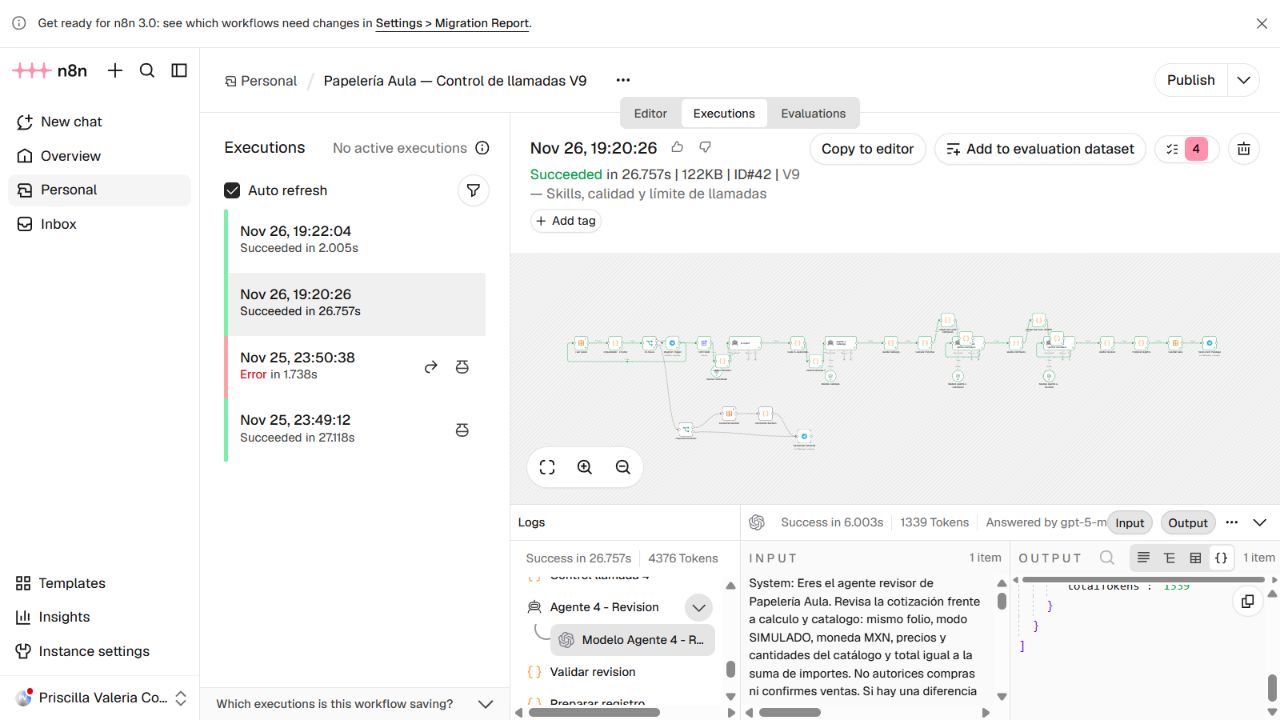 Get ready for n8n 3.0: see which workflows need changes in Settings > Migration Report.
n8n
Personal / Papelería Aula — Control de llamadas V9
Publish
Editor
Executions
Evaluations
New chat
Overview
Personal
Inbox
Templates
Insights
Instance settings
Priscilla Valeria Co...
Executions
No active executions
Auto refresh
Nov 26, 19:22:04
Succeeded in 2.005s
Nov 26, 19:20:26
Succeeded in 26.757s
Nov 25, 23:50:38
Error in 1.738s
Nov 25, 23:49:12
Succeeded in 27.118s
Which executions is this workflow saving?
Nov 26, 19:20:26
Copy to editor
Add to evaluation dataset
4
Succeeded in 26.757s | 122KB | ID#42 | V9
— Skills, calidad y límite de llamadas
+ Add tag
Logs
Success in 26.757s
4376 Tokens
Control llamada 4
Agente 4 - Revision
Modelo Agente 4 - R...
Validar revision
Preparar registro
Success in 6.003s
1339 Tokens
Answered by gpt-5-m
Input
Output
INPUT
1 item
System: Eres el agente revisor de
Papelería Aula. Revisa la cotización frente
a calculo y catalogo: mismo folio, modo
SIMULADO, moneda MXN, precios y
cantidades del catálogo y total igual a la
suma de importes. No autorices compras
ni confirmes ventas. Si hay una diferencia
OUTPUT
1 item
"totalTokens": 1339
}
}
]